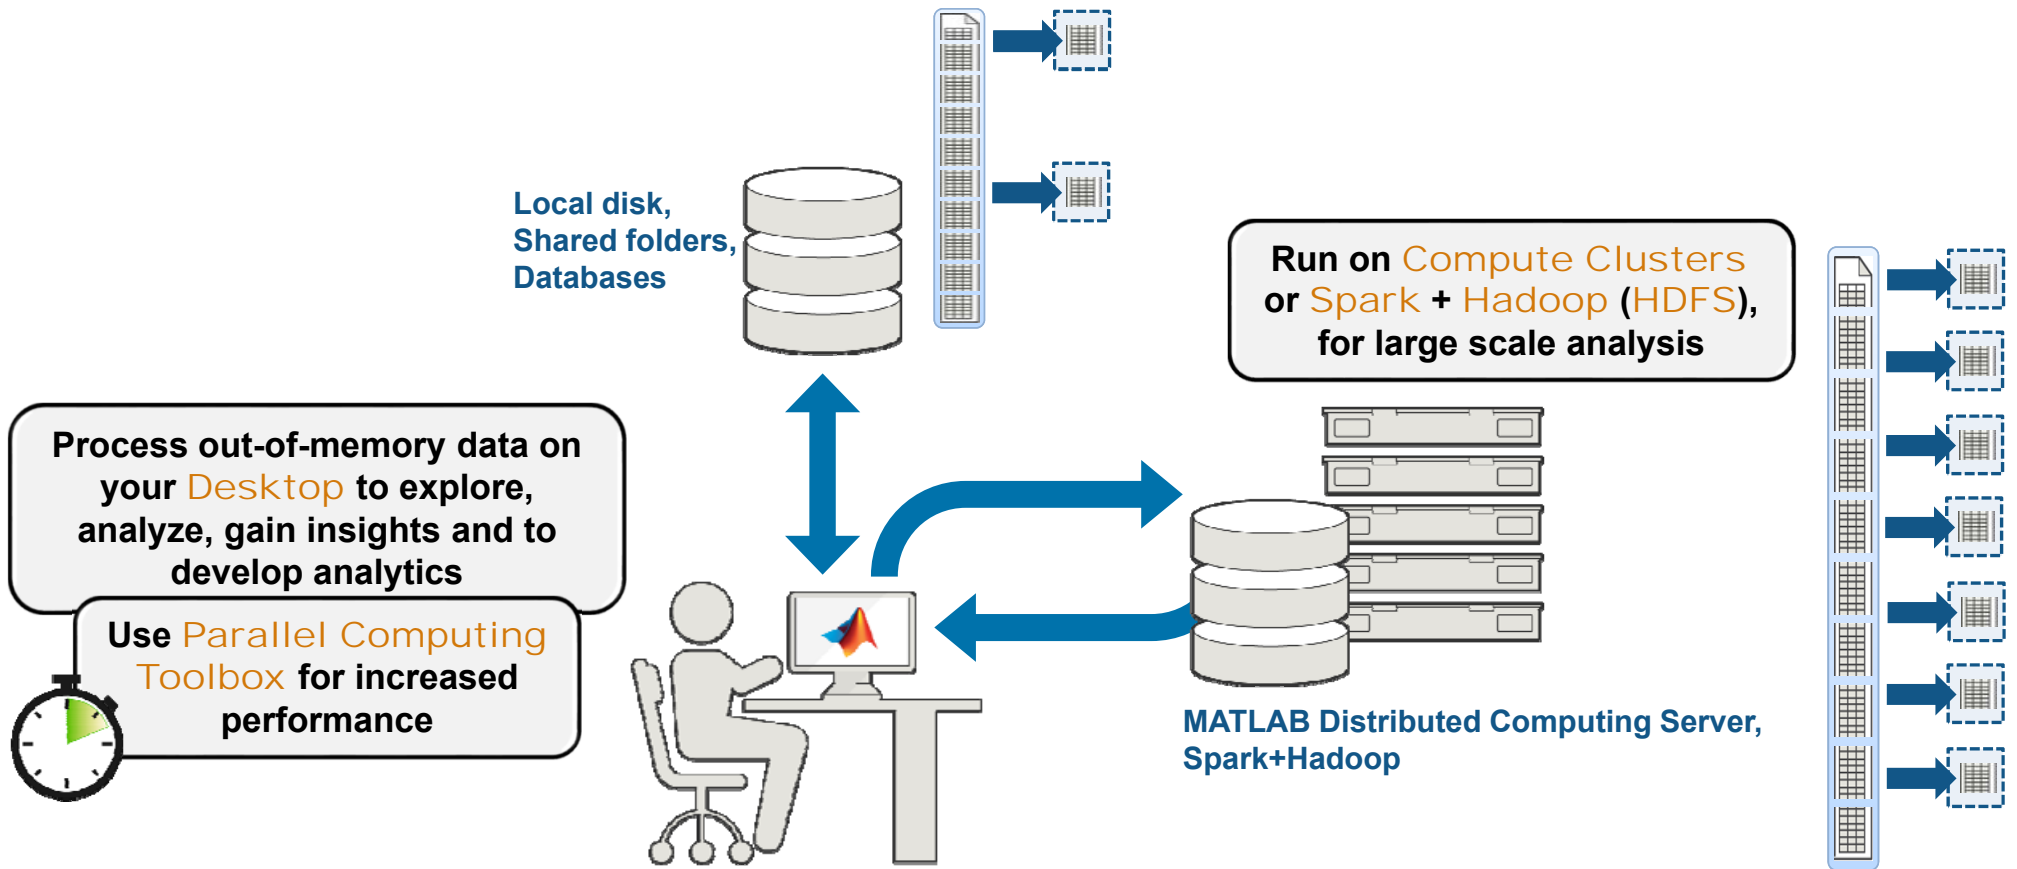 Local disk,
Shared folders,
Databases
Run on Compute Clusters
or Spark + Hadoop (HDFS),
for large scale analysis
Process out-of-memory data on
your Desktop to explore,
analyze, gain insights and to
develop analytics
Use Parallel Computing
Toolbox for increased
performance
MATLAB Distributed Computing Server,
Spark+Hadoop